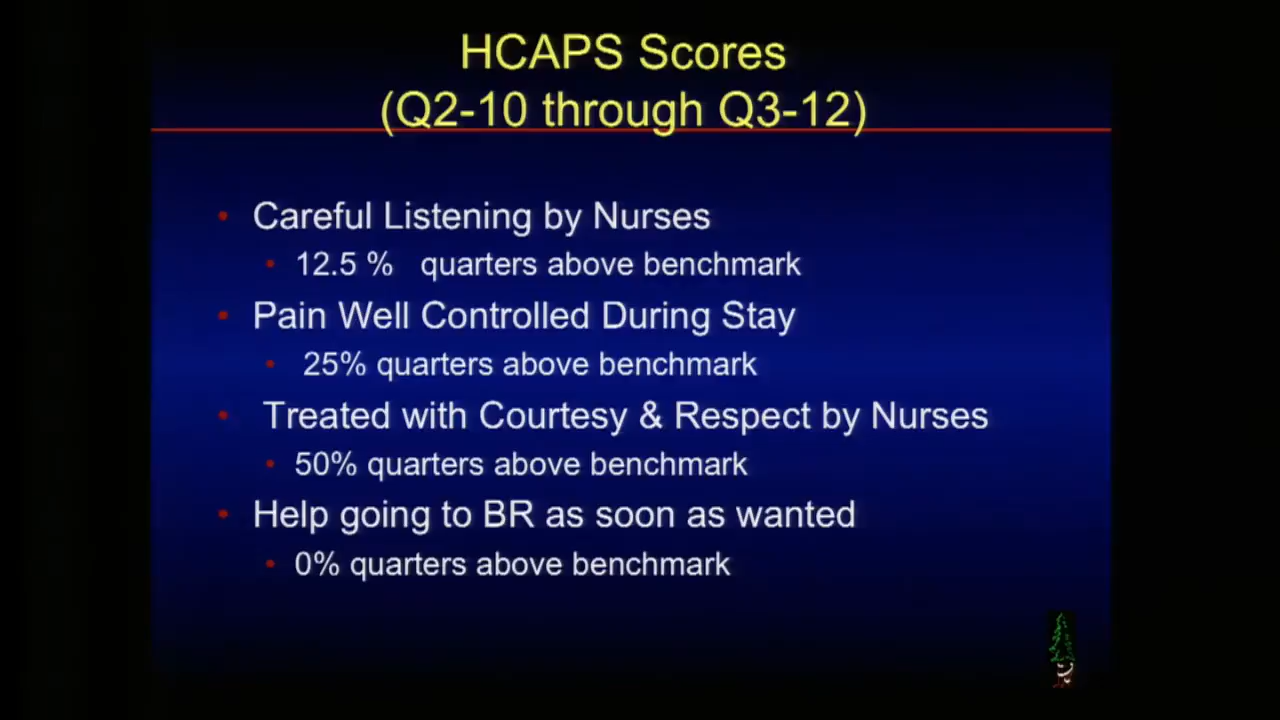 HCAPS Scores
(Q2-10 through Q3-12)
• Careful Listening by Nurses
• 12.5 % quarters above benchmark
• Pain Well Controlled During Stay
• 25% quarters above benchmark
• Treated with Courtesy & Respect by Nurses
• 50% quarters above benchmark
• Help going to BR as soon as wanted
• 0% quarters above benchmark